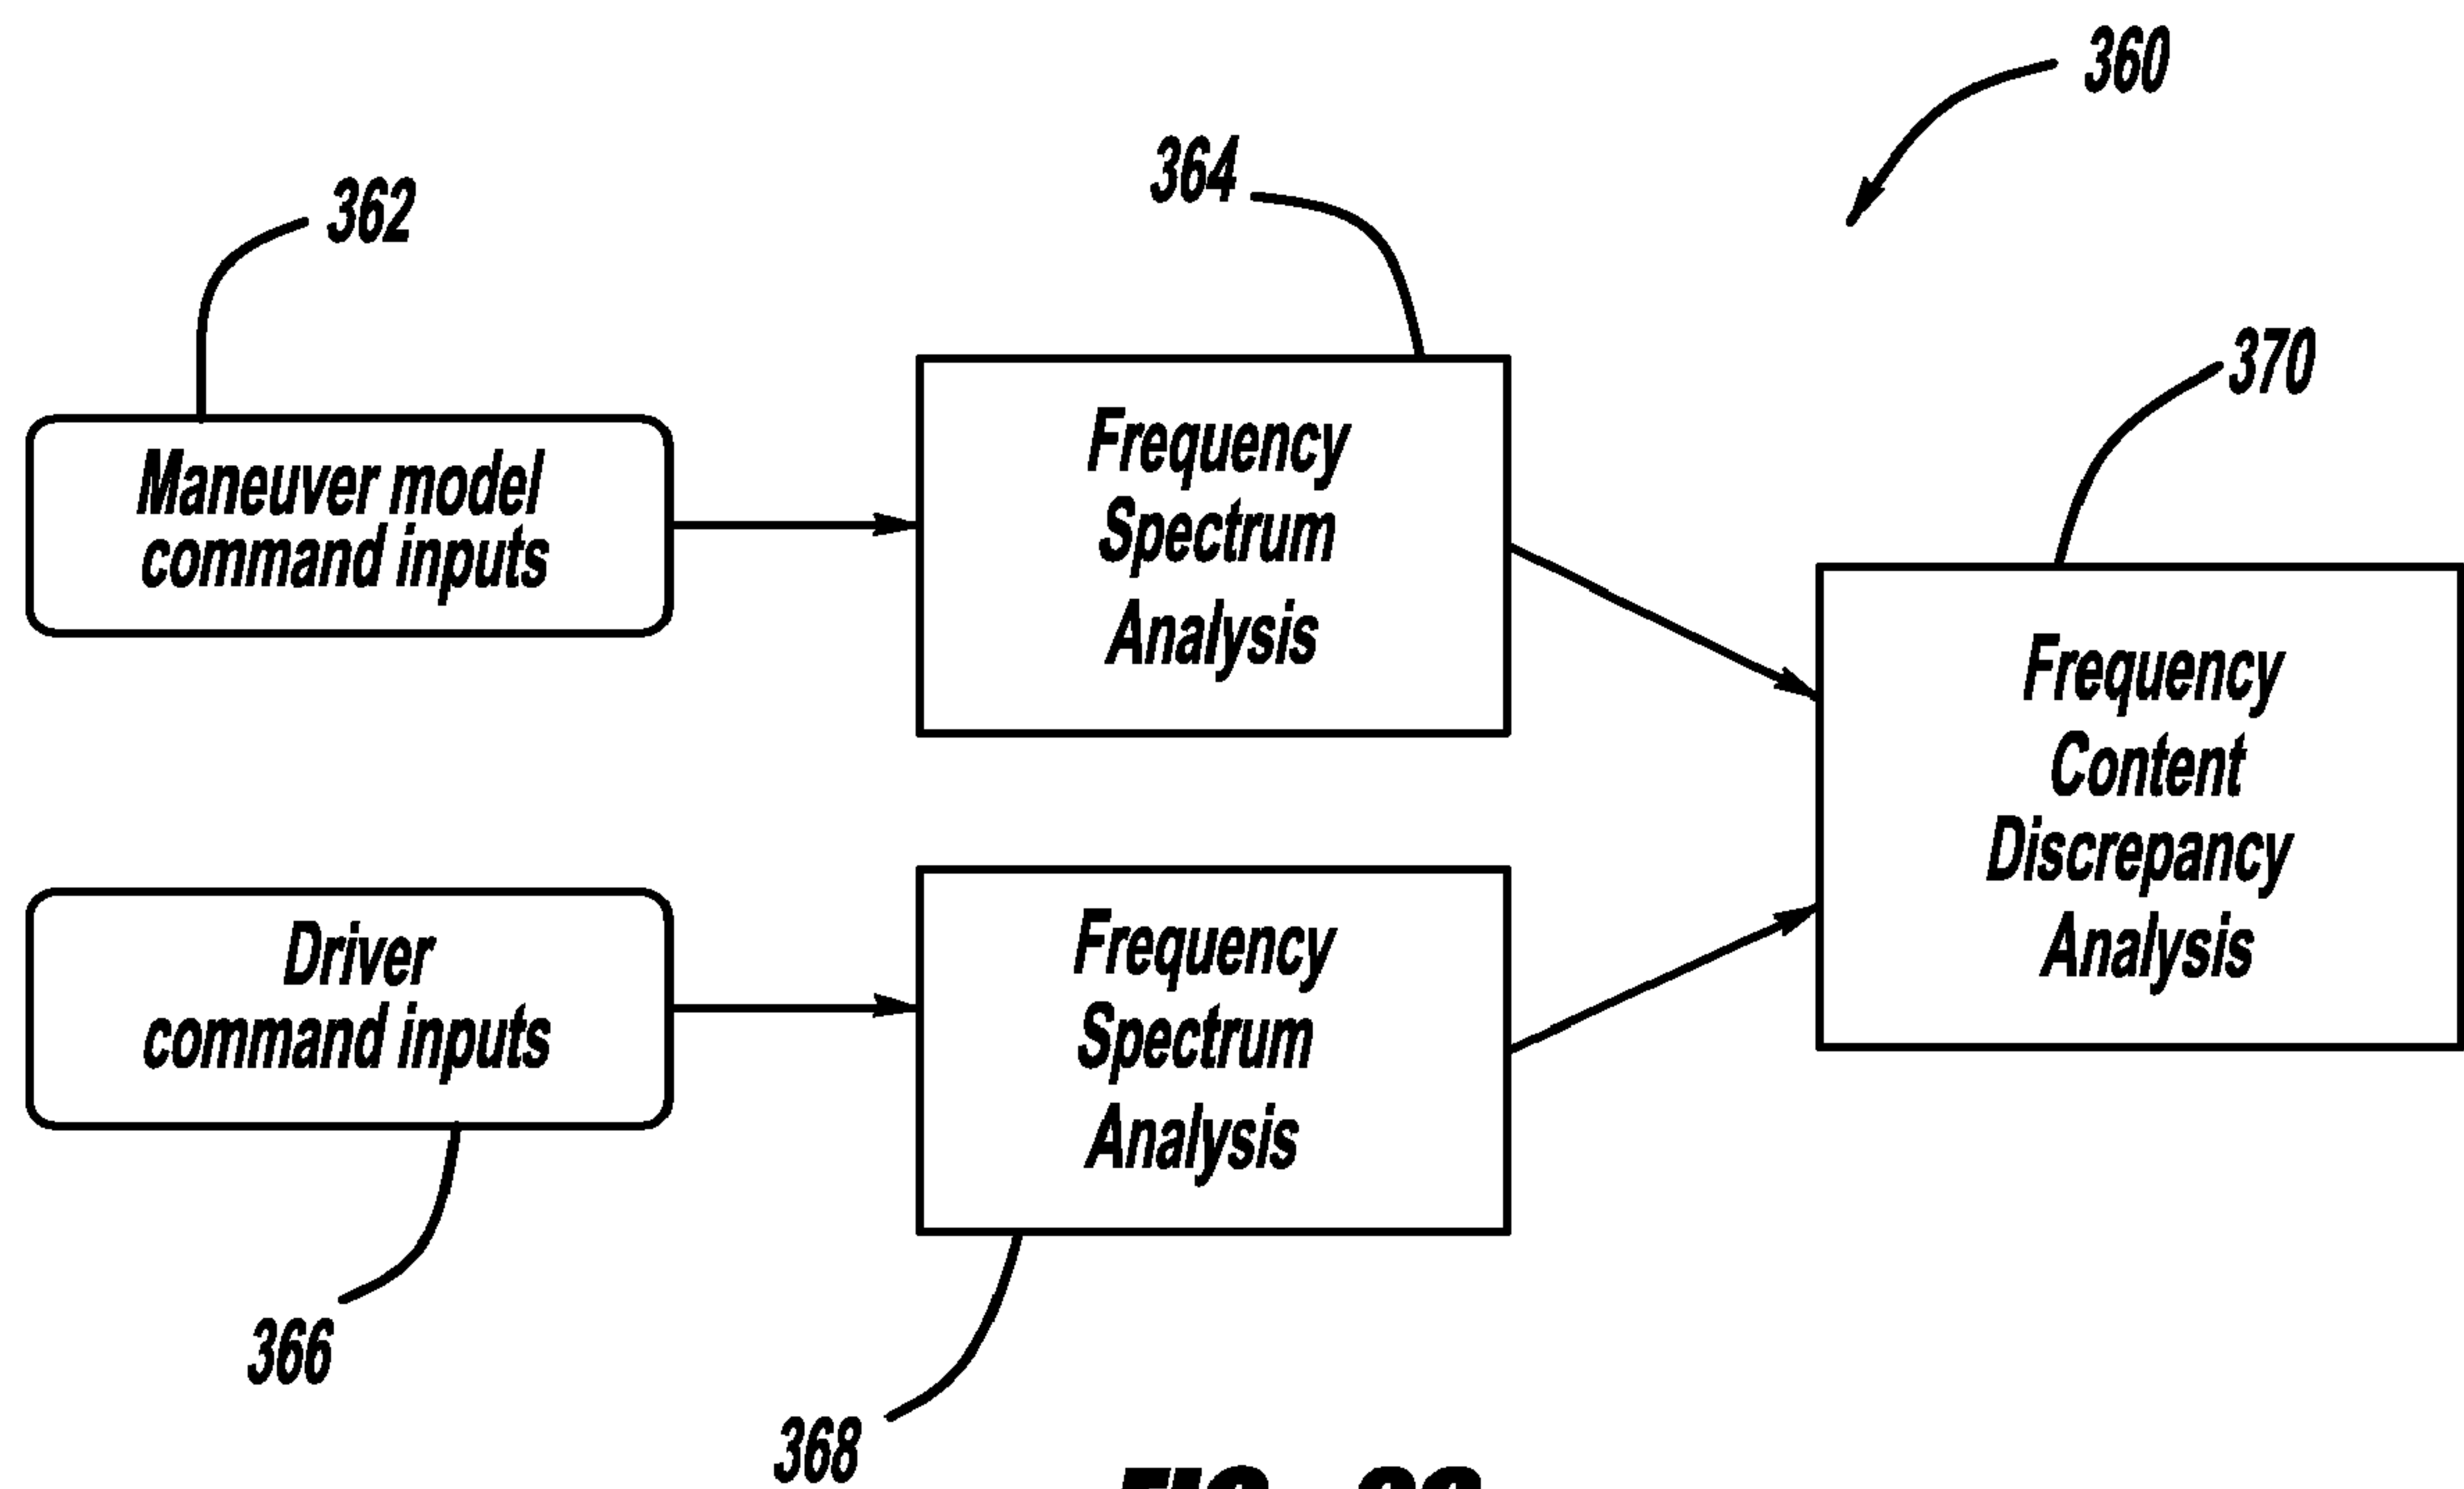 360
364
362
370
Maneuver model
command inputs
Frequency
Spectrum
Analysis
Frequency
Content
Discrepancy
Analysis
Driver
command inputs
Frequency
Spectrum
Analysis
366
368